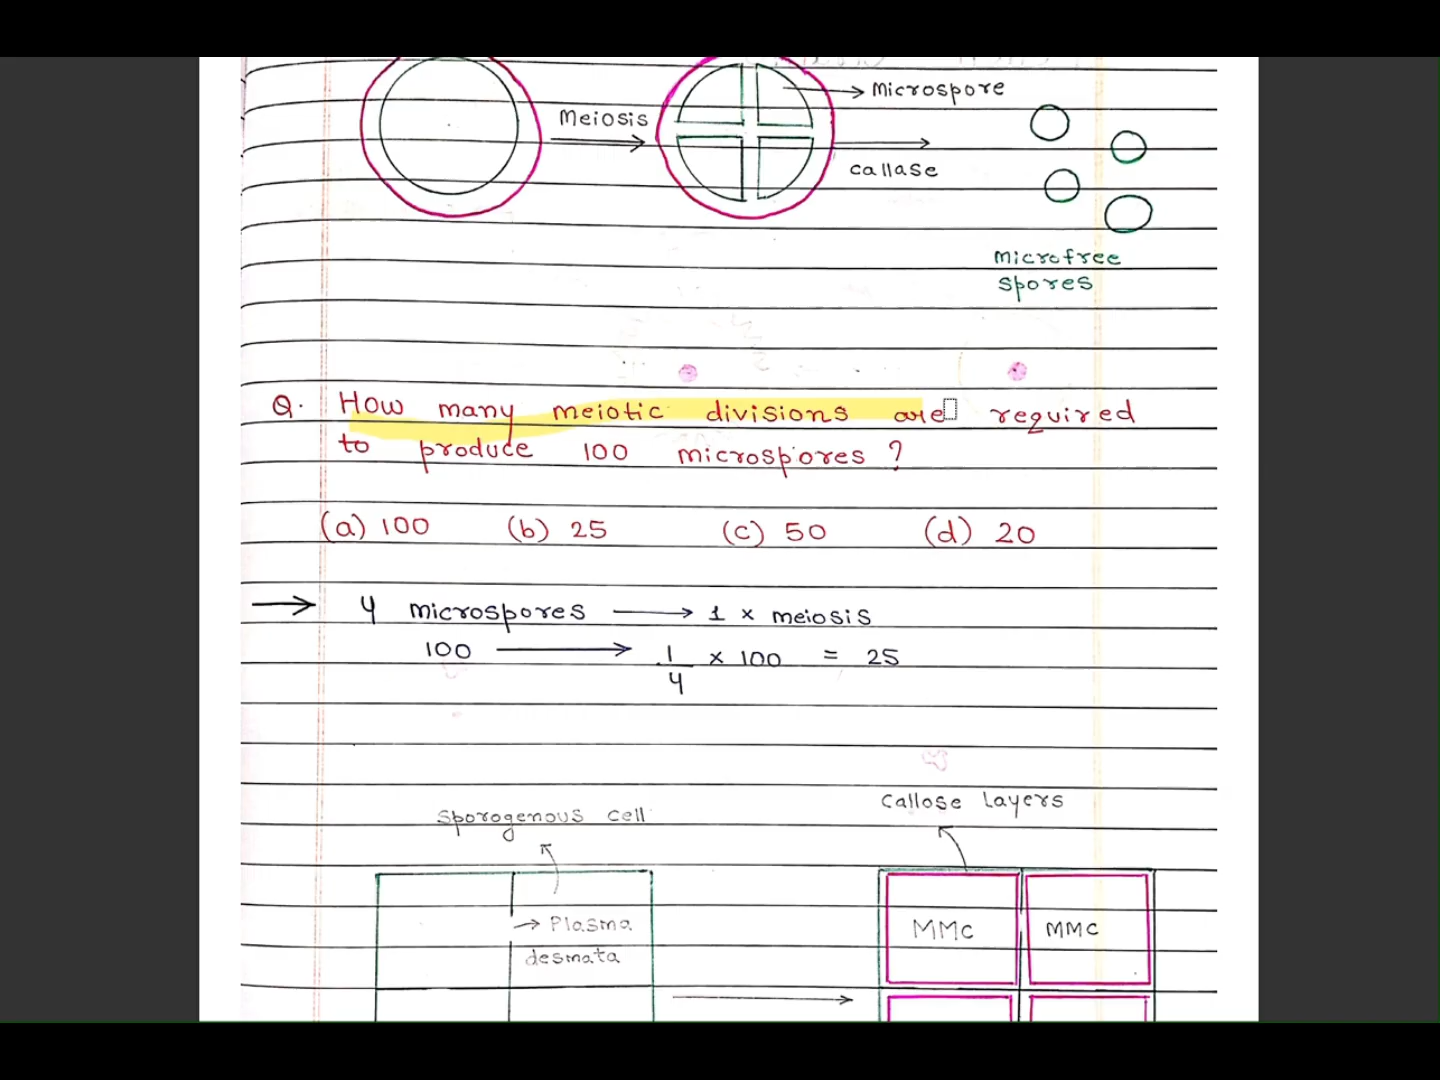 Microspore
Meiosis
callase
Microfree
spores
Q. How many meiotic divisions are required
to produce 100 microspores ?
(a) 100 (b) 25 (c) 50 (d) 20
→ 4 microspores → 1 × meiosis
100 → 1/4 × 100 = 25
Callose Layers
Sporogenous cell
→ Plasma
desmata
MMC MMC